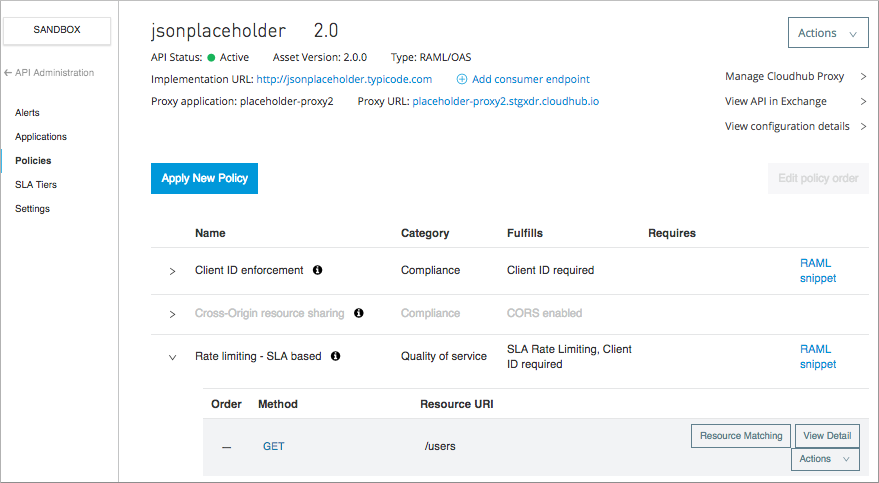 SANDBOX
← API Administration
Alerts
Applications
Policies
SLA Tiers
Settings
jsonplaceholder 2.0
Actions
API Status: Active Asset Version: 2.0.0 Type: RAML/OAS
Implementation URL: http://jsonplaceholder.typicode.com Add consumer endpoint
Proxy application: placeholder-proxy2 Proxy URL: placeholder-proxy2.stgxdr.cloudhub.io
Manage Cloudhub Proxy >
View API in Exchange >
View configuration details >
Apply New Policy
Edit policy order
Name Category Fulfills Requires
Client ID enforcement Compliance Client ID required RAML
snippet
Cross-Origin resource sharing Compliance CORS enabled
Rate limiting - SLA based Quality of service SLA Rate Limiting, Client RAML
ID required snippet
Order Method Resource URI
— GET /users Resource Matching View Detail
Actions